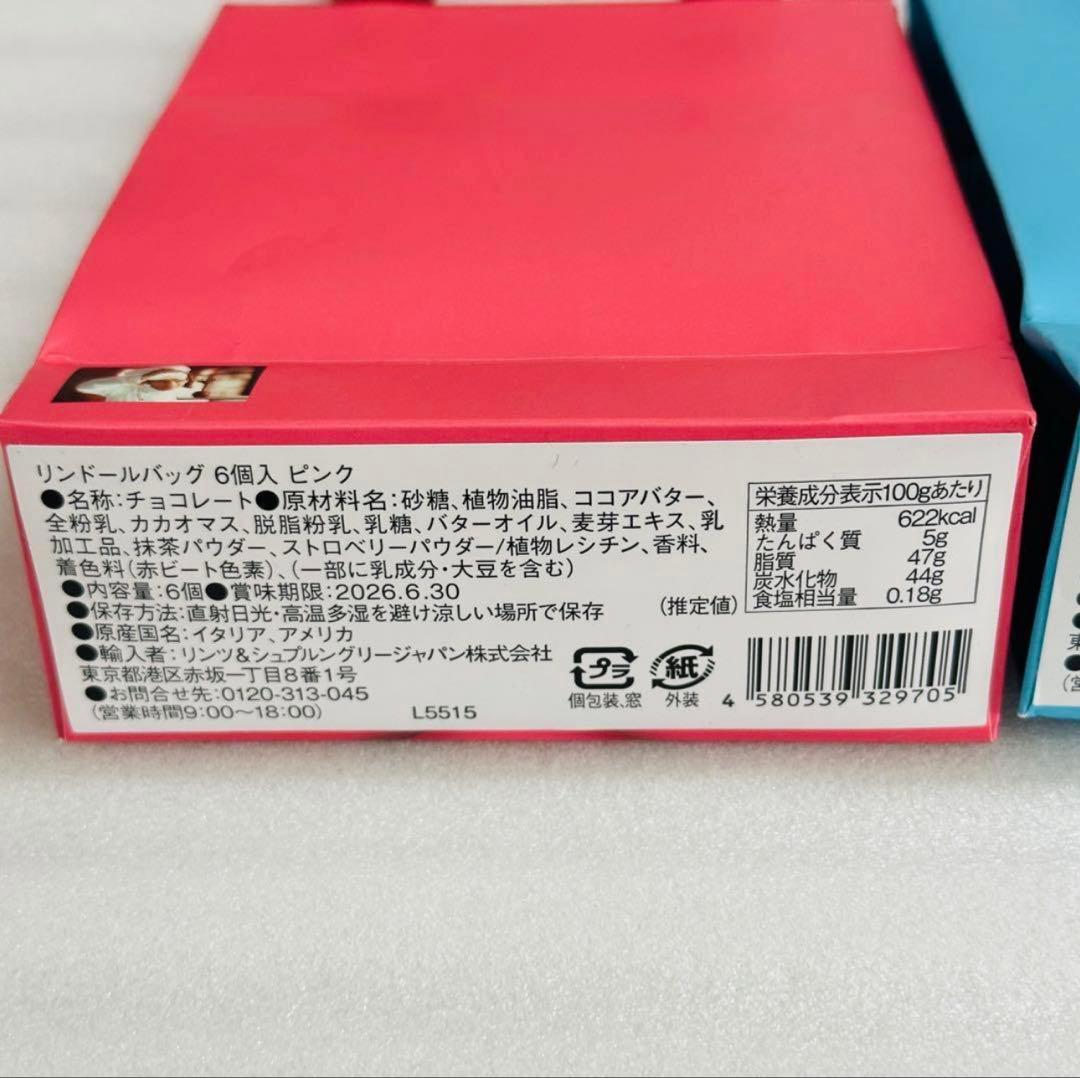 リンドールバッグ 6個入 ピンク
●名称:チョコレート●原材料名:砂糖、植物油脂、ココアバター、
全粉乳、カカオマス、脱脂粉乳、乳糖、バターオイル、麦芽エキス、乳
加工品、抹茶パウダー、ストロベリーパウダー/植物レシチン、香料、
着色料(赤ビート色素)、(一部に乳成分・大豆を含む)
●内容量:6個●賞味期限:2026.6.30
●保存方法:直射日光・高温多湿を避け涼しい場所で保存
●原産国名:イタリア、アメリカ
●輸入者:リンツ&シュプルングリージャパン株式会社
東京都港区赤坂一丁目8番1号
●お問合せ先:0120-313-045
(営業時間9:00〜18:00)
L5515
栄養成分表示100gあたり
熱量 622kcal
たんぱく質 5g
脂質 47g
炭水化物 44g
食塩相当量 0.18g
(推定値)
プラ
個包装、窓
紙
外装
4 580539 329705